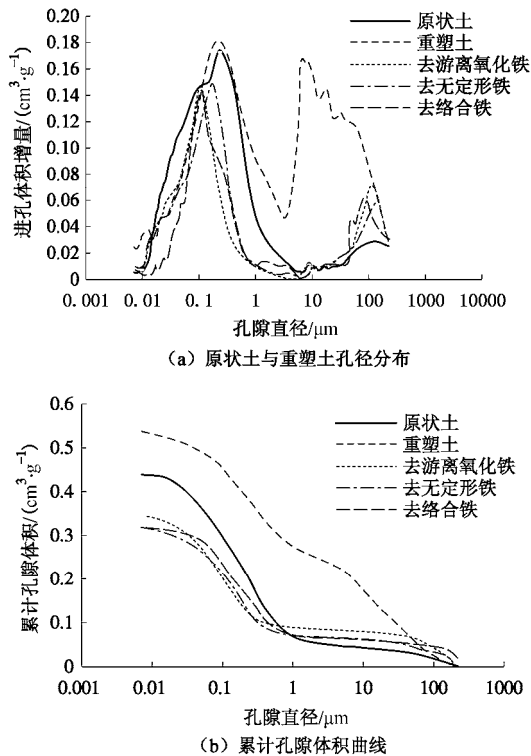 0.20
0.18
0.16
0.14
0.12
0.10
0.08
0.06
0.04
0.02
0
进孔体积增量/(cm³·g⁻¹)
原状土
重塑土
去游离氧化铁
去无定形铁
去络合铁
0.001 0.01 0.1 1 10 100 1000 10000
孔隙直径/μm
(a) 原状土与重塑土孔径分布
0.6
0.5
0.4
0.3
0.2
0.1
0
累计孔隙体积/(cm³·g⁻¹)
原状土
重塑土
去游离氧化铁
去无定形铁
去络合铁
0.001 0.01 0.1 1 10 100 1000
孔隙直径/μm
(b) 累计孔隙体积曲线